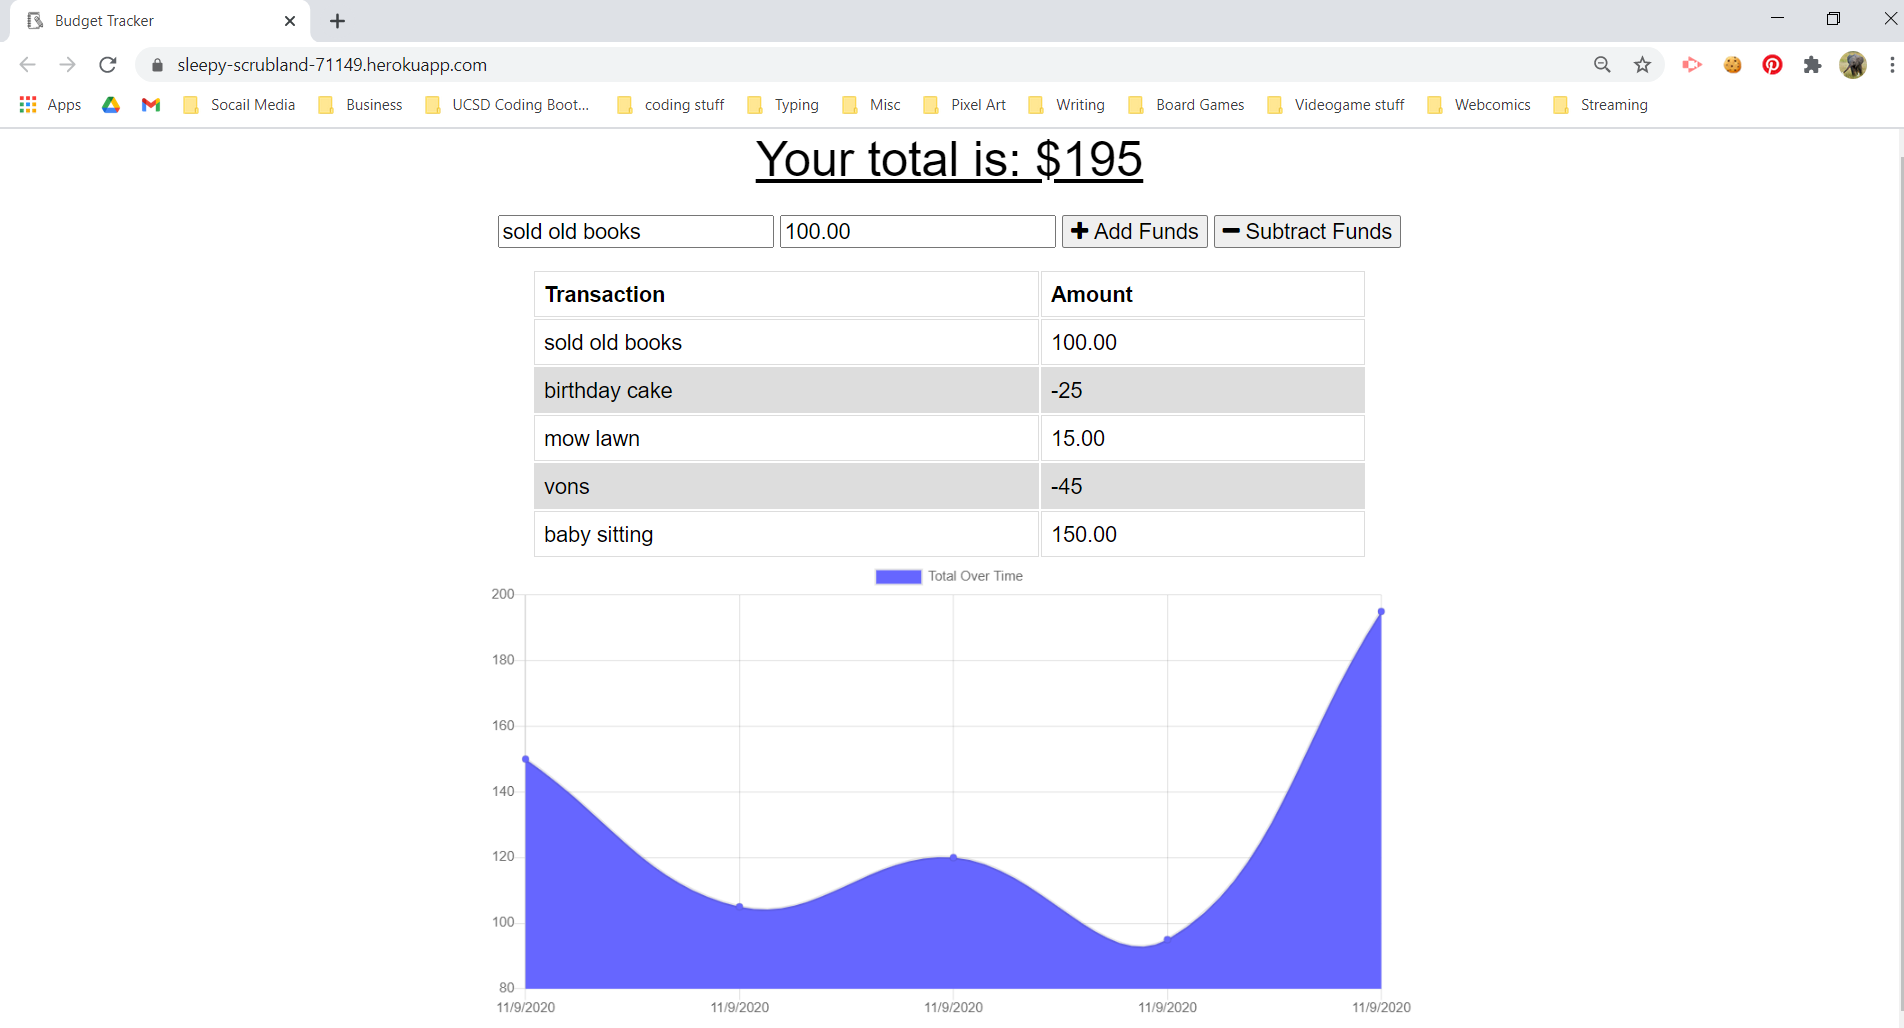 Budget Tracker
sleepy-scrubland-71149.herokuapp.com
Apps Socail Media Business UCSD Coding Boot... coding stuff Typing Misc Pixel Art Writing Board Games Videogame stuff Webcomics Streaming
Your total is: $195
sold old books 100.00 Add Funds Subtract Funds
Transaction Amount
sold old books 100.00
birthday cake -25
mow lawn 15.00
vons -45
baby sitting 150.00
Total Over Time
200
180
160
140
120
100
80
11/9/2020 11/9/2020 11/9/2020 11/9/2020 11/9/2020